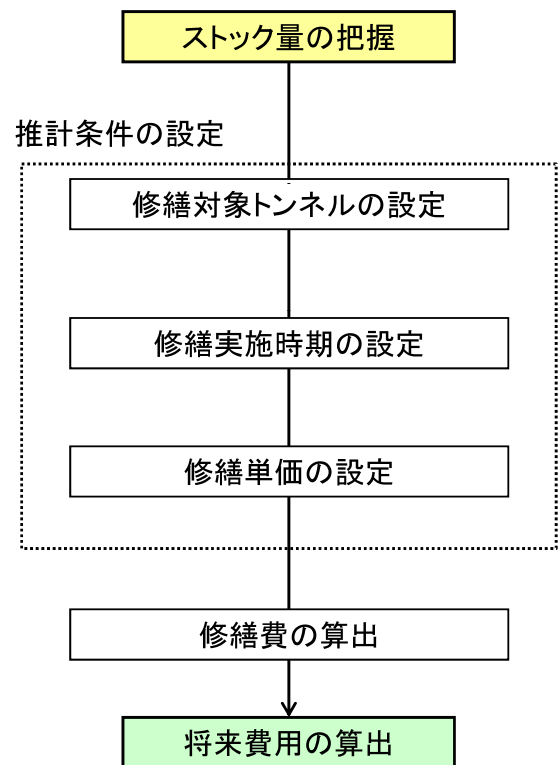 ストック量の把握
推計条件の設定
修繕対象トンネルの設定
修繕実施時期の設定
修繕単価の設定
修繕費の算出
将来費用の算出